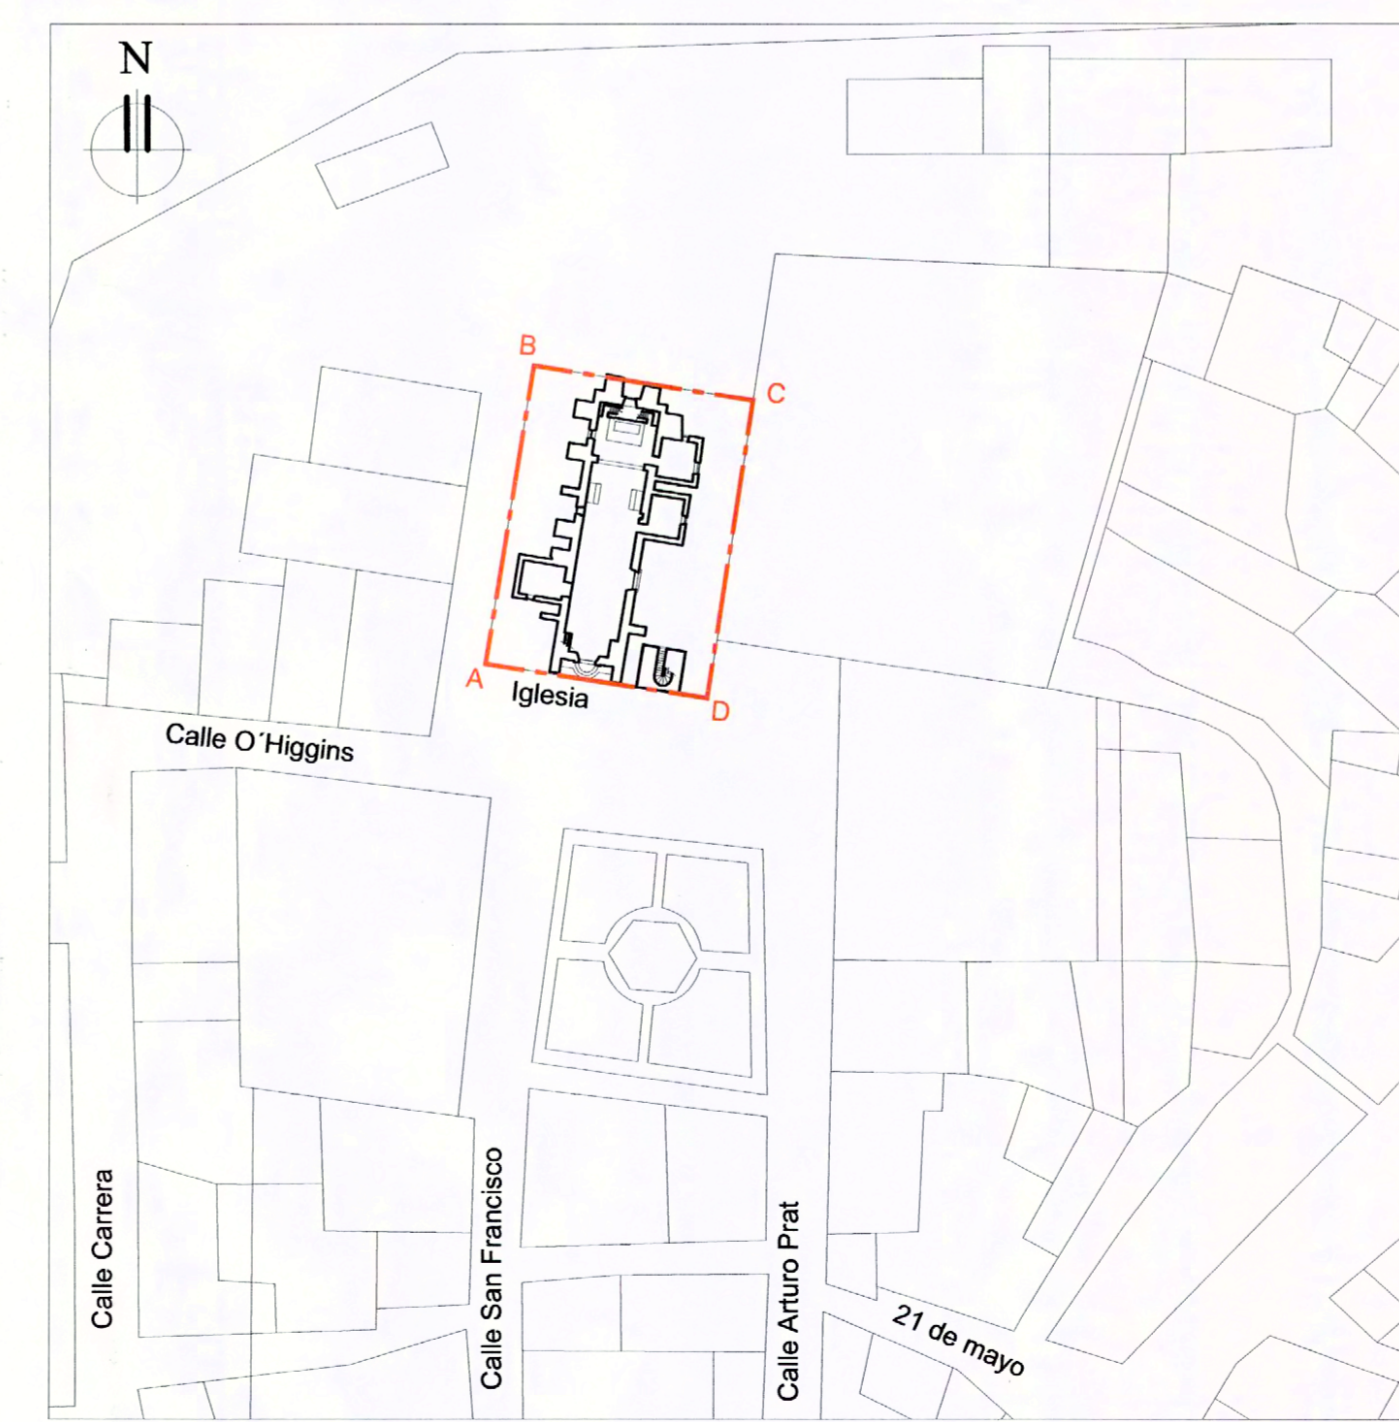 N
B
C
A
Iglesia
D
Calle O´Higgins
Calle Carrera
Calle San Francisco
Calle Arturo Prat
21 de mayo